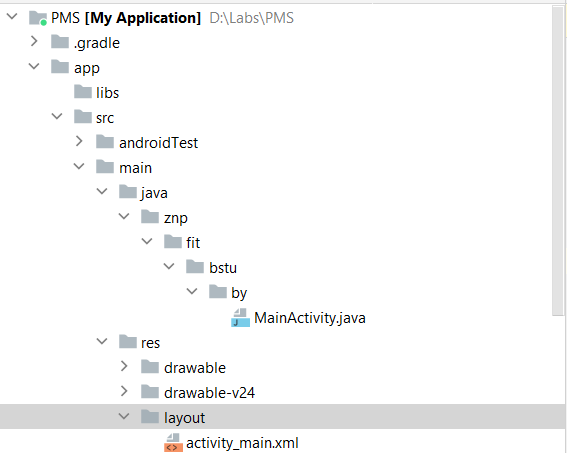 PMS [My Application] D:\Labs\PMS
.gradle
app
libs
src
androidTest
main
java
znp
fit
bstu
by
MainActivity.java
res
drawable
drawable-v24
layout
activity_main.xml